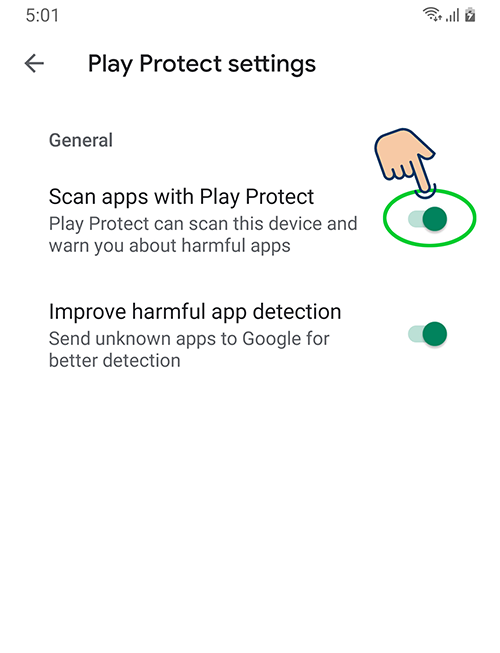 5:01
Play Protect settings
General
Scan apps with Play Protect
Play Protect can scan this device and
warn you about harmful apps
Improve harmful app detection
Send unknown apps to Google for
better detection